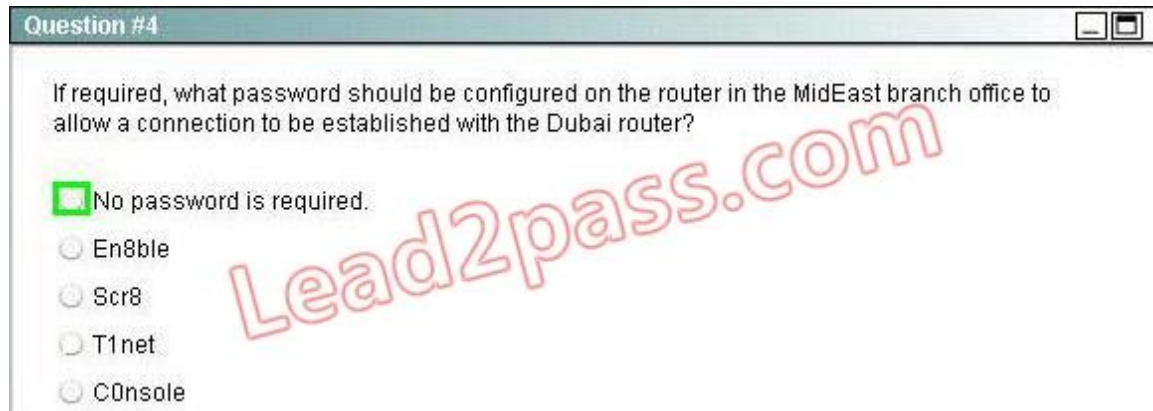 Question #4
If required, what password should be configured on the router in the MidEast branch office to
allow a connection to be established with the Dubai router?
No password is required.
En8ble
Scr8
T1net
C0nsole
Lead2pass.com